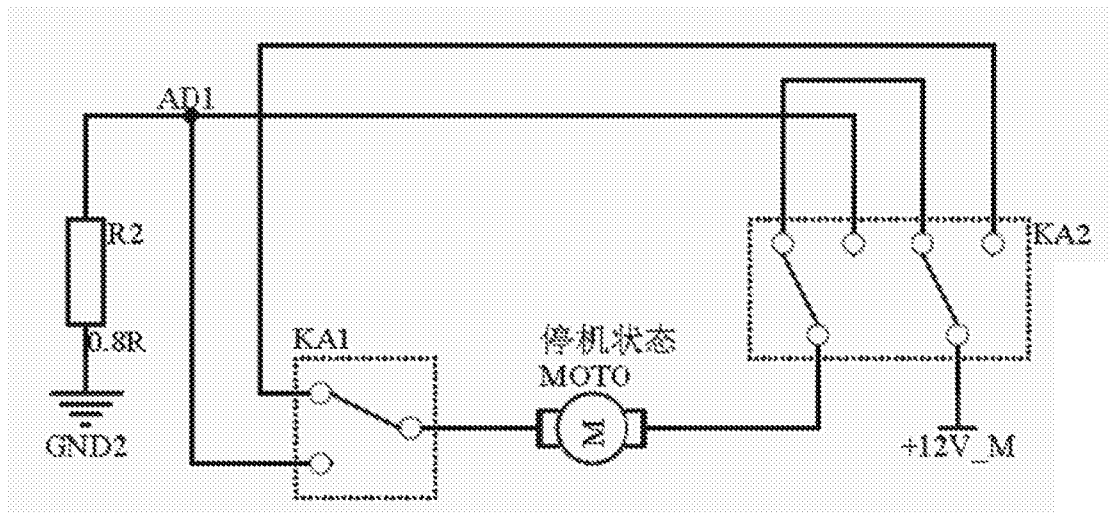 AD1
R2
0.8R
GND2
KA1
停机状态
MOTO
M
KA2
+12V_M